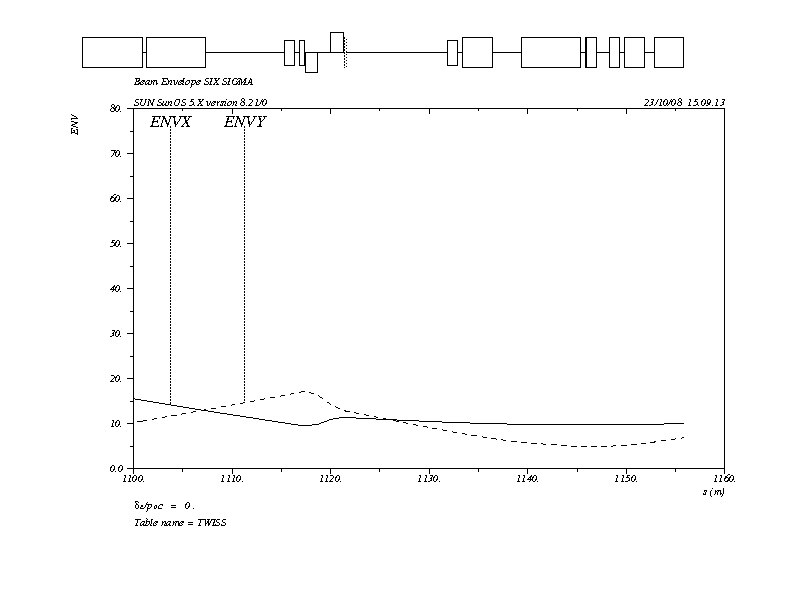 Beam Envelope SIX SIGMA
SUN SunOS 5.X version 8.21/0 23/10/08 15.09.13
ENV
80.
ENVX ENVY
70.
60.
50.
40.
30.
20.
10.
0.0
1100. 1110. 1120. 1130. 1140. 1150. 1160.
s (m)
δε/p₀c = 0.
Table name = TWISS